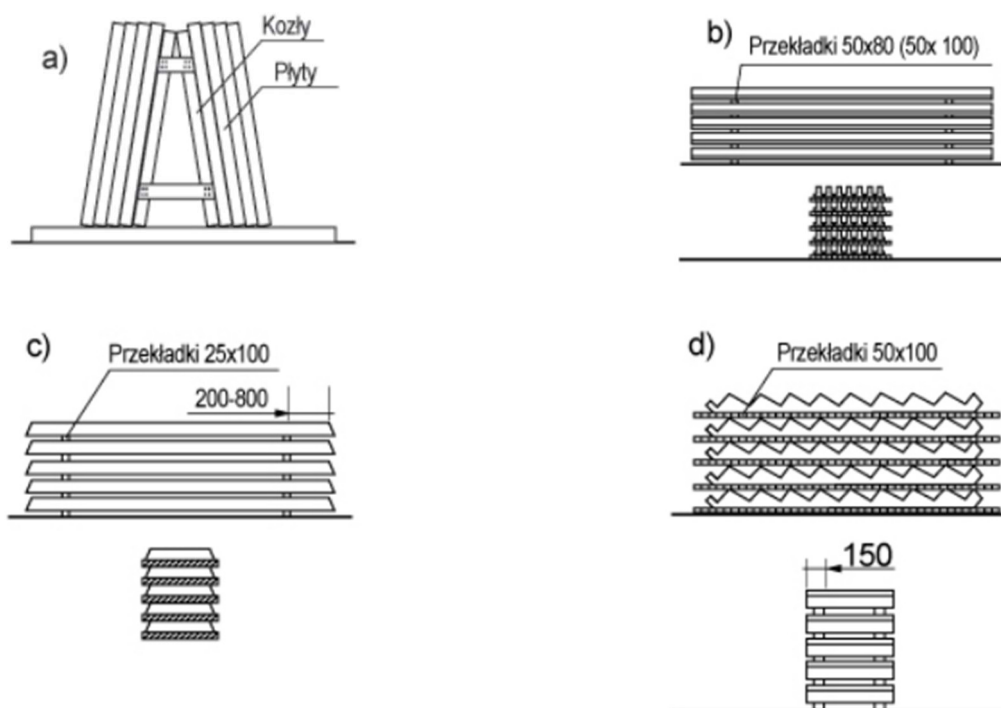 a)
Kozły
Płyty
b)
Przekładki 50x80 (50x 100)
c)
Przekładki 25x100
200-800
d)
Przekładki 50x100
150